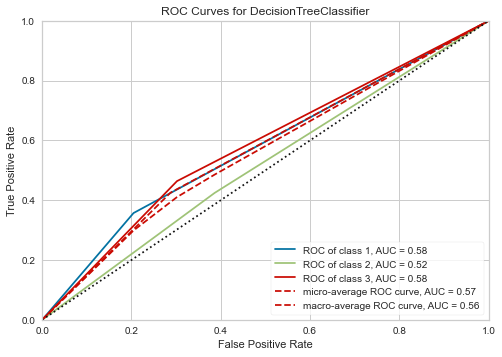 ROC Curves for DecisionTreeClassifier
1.0
0.8
0.6
0.4
0.2
0.0
True Positive Rate
ROC of class 1, AUC = 0.58
ROC of class 2, AUC = 0.52
ROC of class 3, AUC = 0.58
micro-average ROC curve, AUC = 0.57
macro-average ROC curve, AUC = 0.56
0.0 0.2 0.4 0.6 0.8 1.0
False Positive Rate